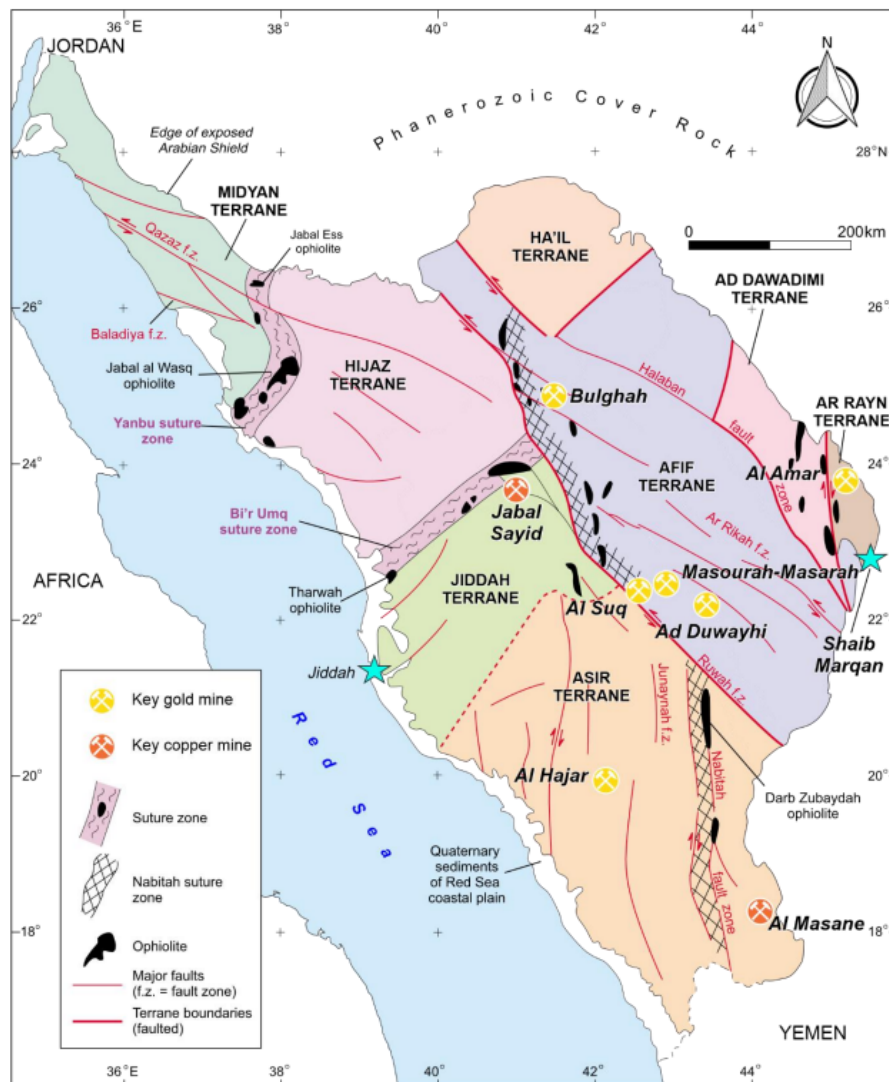 36°E
38°
40°
42°
44°
JORDAN
N
Phanerozoic Cover Rock
28°N
Edge of exposed
Arabian Shield
MIDYAN
TERRANE
Qazaz f.z.
Jabal Ess
ophiolite
HA'IL
TERRANE
0
200km
AD DAWADIMI
TERRANE
26°
Baladiya f.z.
Jabal al Wasq
ophiolite
HIJAZ
TERRANE
Halaban
fault
zone
Bulghah
AR RAYN
TERRANE
Yanbu suture
zone
24°
AFIF
TERRANE
Al Amar
Jabal
Sayid
Ar Rikah f.z.
Bi'r Umq
suture zone
AFRICA
Tharwah
ophiolite
JIDDAH
TERRANE
Masourah-Masarah
22°
Al Suq
Ad Duwayhi
Shaib
Marqan
Jiddah
ASIR
TERRANE
Junaynah f.z.
Ruwah f.z.
Red Sea
20°
Al Hajar
Nabitah
fault zone
Darb Zubaydah
ophiolite
Quaternary
sediments
of Red Sea
coastal plain
Al Masane
18°
YEMEN
Key gold mine
Key copper mine
Suture zone
Nabitah suture
zone
Ophiolite
Major faults
(f.z. = fault zone)
Terrane boundaries
(faulted)
36°
38°
40°
42°
44°